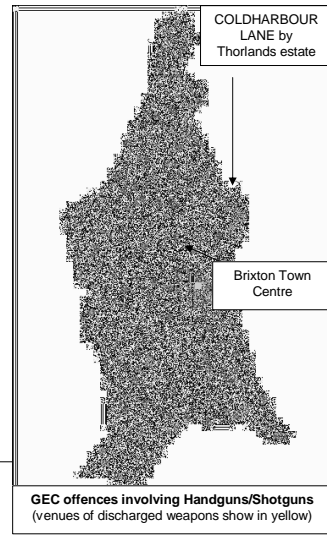 COLDHARBOUR
LANE by
Thorlands estate
Brixton Town
Centre
GEC offences involving Handguns/Shotguns
(venues of discharged weapons show in yellow)